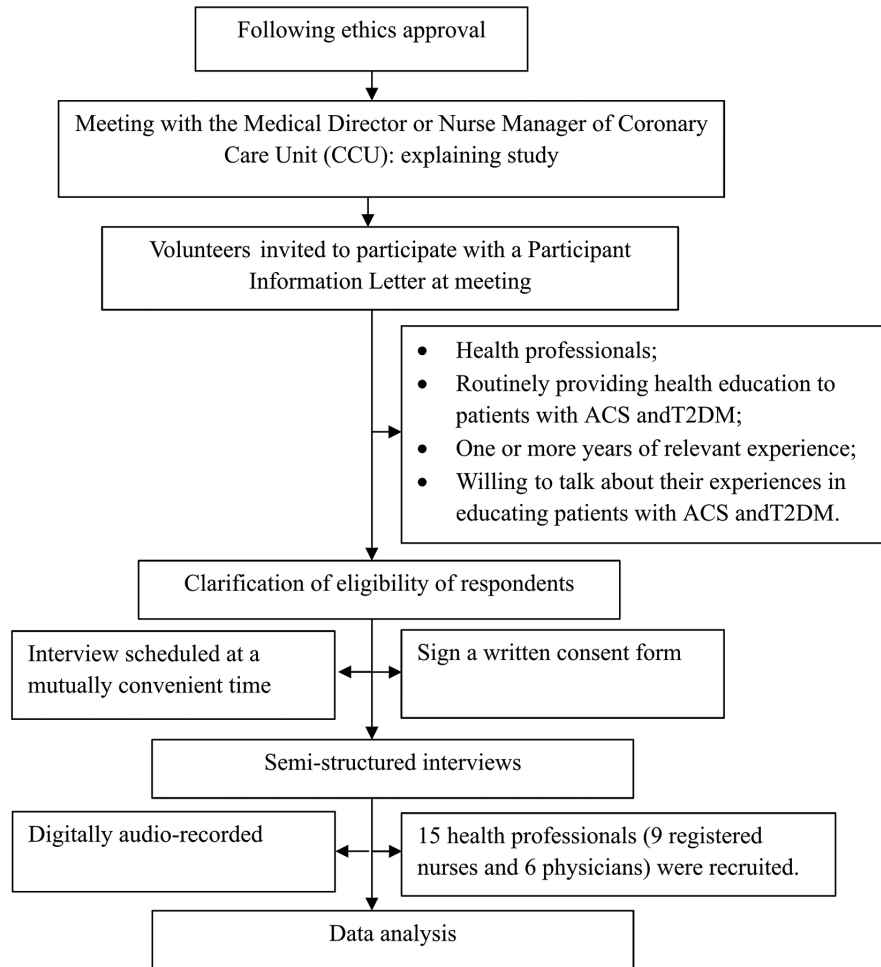 Following ethics approval
Meeting with the Medical Director or Nurse Manager of Coronary
Care Unit (CCU): explaining study
Volunteers invited to participate with a Participant
Information Letter at meeting
• Health professionals;
• Routinely providing health education to
patients with ACS andT2DM;
• One or more years of relevant experience;
• Willing to talk about their experiences in
educating patients with ACS andT2DM.
Clarification of eligibility of respondents
Interview scheduled at a
mutually convenient time
Sign a written consent form
Semi-structured interviews
Digitally audio-recorded
15 health professionals (9 registered
nurses and 6 physicians) were recruited.
Data analysis